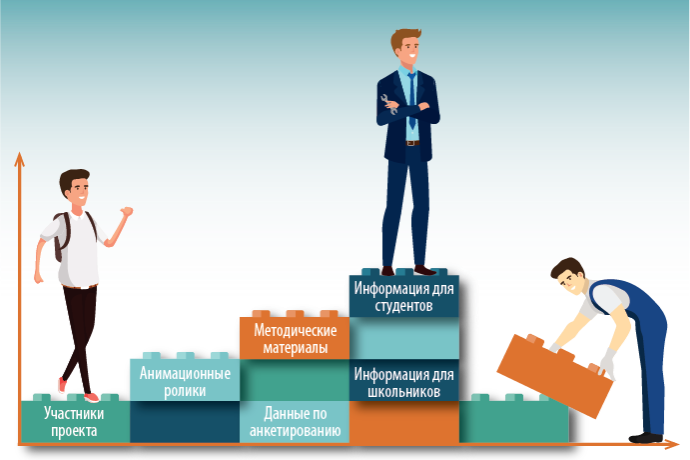 Информация для
студентов
Методические
материалы
Анимационные
ролики
Информация для
школьников
Участники
проекта
Данные по
анкетированию